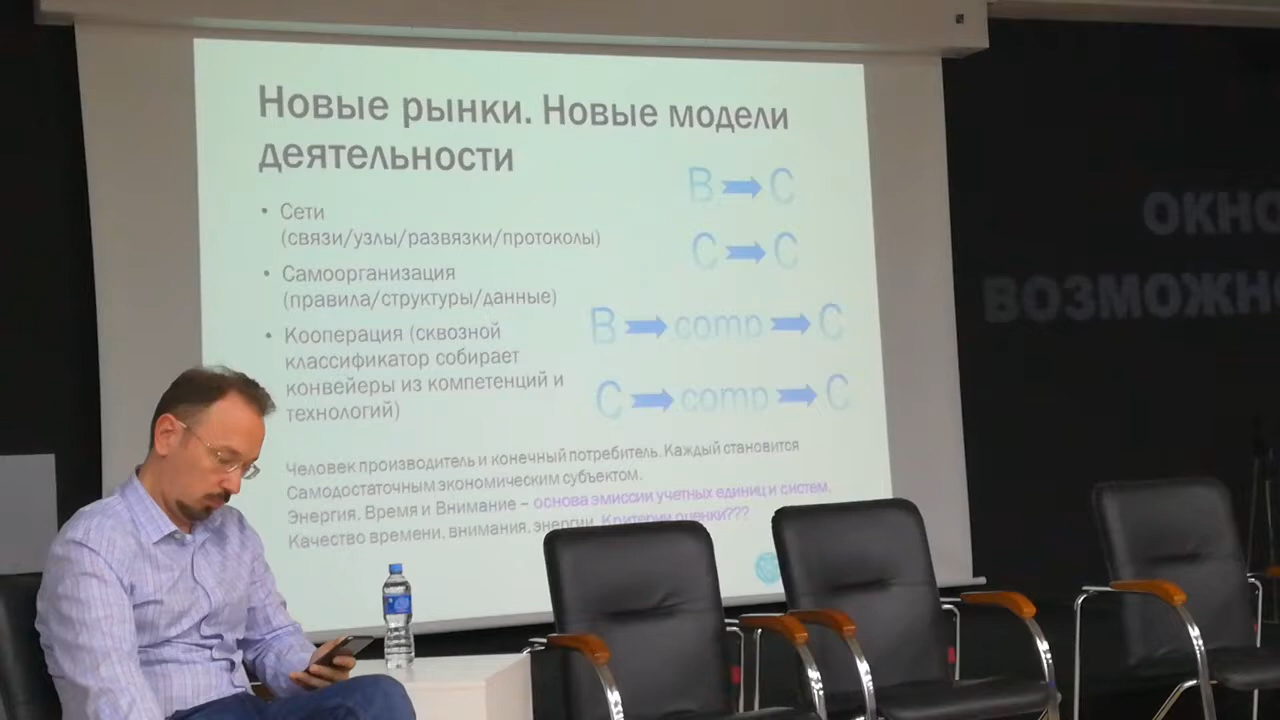 Новые рынки. Новые модели
деятельности
• Сети
(связи/узлы/развязки/протоколы)
• Самоорганизация
(правила/структуры/данные)
• Кооперация (сквозной
классификатор собирает
конвейеры из компетенций и
технологий)
B C
C C
B comp C
C comp C
Человек производитель и конечный потребитель. Каждый становится
Самодостаточным экономическим субъектом.
Энергия. Время и Внимание – основа эмиссии учетных единиц и систем.
Качество времени. внимания. энергии. Критерии оценки???
ОКНО
ВОЗМОЖНО